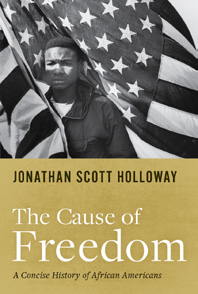 JONATHAN SCOTT HOLLOWAY
The Cause of
Freedom
A Concise History of African Americans